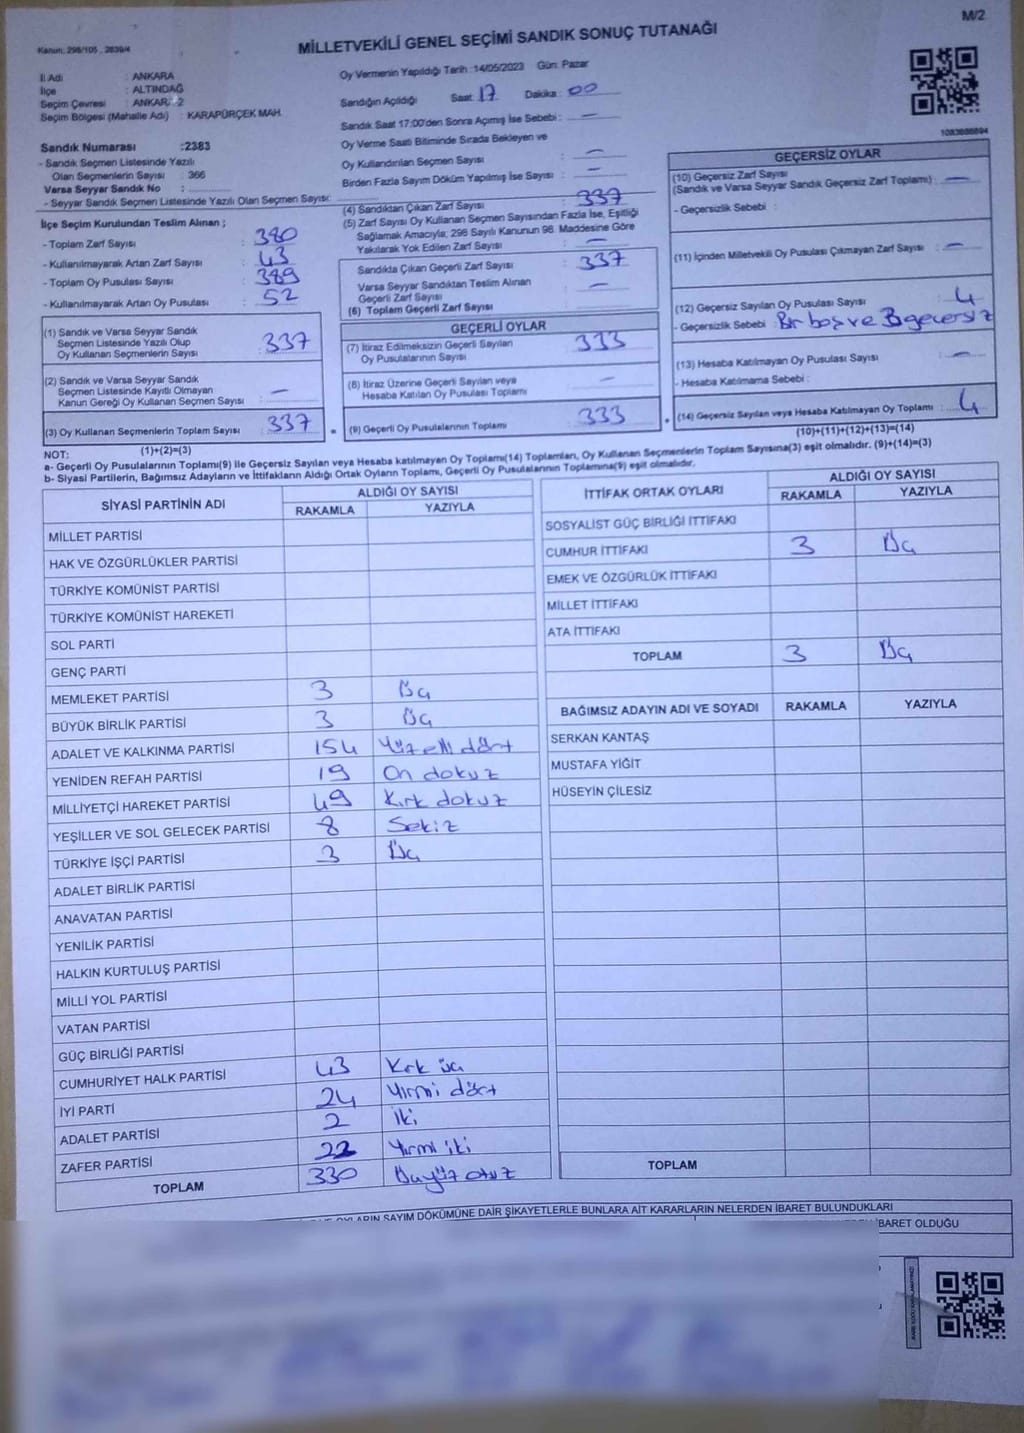 M/2
Kanun, 298/105 , 2839/4
MİLLETVEKİLİ GENEL SEÇİMİ SANDIK SONUÇ TUTANAĞI
İl Adı : ANKARA
İlçe : ALTINDAĞ
Seçim Çevresi : ANKARA 2
Seçim Bölgesi (Mahalle Adı) : KARAPÜRÇEK MAH.
Sandık Numarası :2383
- Sandık Seçmen Listesinde Yazılı
Olan Seçmenlerin Sayısı : 366
Varsa Seyyar Sandık No :
- Seyyar Sandık Seçmen Listesinde Yazılı Olan Seçmen Sayısı:
Oy Vermenin Yapıldığı Tarih :14/05/2023 Gün: Pazar
Sandığın Açıldığı Saat: 17 Dakika : 00
Sandık Saat 17:00'den Sonra Açımış İse Sebebi : —
Oy Verme Saati Bitiminde Sırada Bekleyen ve
Oy Kullandırılan Seçmen Sayısı : —
Birden Fazla Sayım Döküm Yapılmış İse Sayısı : —
(4) Sandıktan Çıkan Zarf Sayısı : 337
(5) Zarf Sayısı Oy Kullanan Seçmen Sayısından Fazla İse, Eşitliği
Sağlamak Amacıyla; 298 Sayılı Kanunun 98. Maddesine Göre
Yakılarak Yok Edilen Zarf Sayısı : —
İlçe Seçim Kurulundan Teslim Alınan ;
- Toplam Zarf Sayısı : 380
- Kullanılmayarak Artan Zarf Sayısı : 43
- Toplam Oy Pusulası Sayısı : 389
- Kullanılmayarak Artan Oy Pusulası : 52
Sandıkta Çıkan Geçerli Zarf Sayısı : 337
Varsa Seyyar Sandıktan Teslim Alınan
Geçerli Zarf Sayısı : —
(6) Toplam Geçerli Zarf Sayısı :
(1) Sandık ve Varsa Seyyar Sandık
Seçmen Listesinde Yazılı Olup
Oy Kullanan Seçmenlerin Sayısı : 337
(2) Sandık ve Varsa Seyyar Sandık
Seçmen Listesinde Kayıtlı Olmayan
Kanun Gereği Oy Kullanan Seçmen Sayısı : —
(3) Oy Kullanan Seçmenlerin Toplam Sayısı : 337
(1)+(2)=(3)
GEÇERLİ OYLAR
(7) İtiraz Edilmeksizin Geçerli Sayılan
Oy Pusulalarının Sayısı : 333
(8) İtiraz Üzerine Geçerli Sayılan veya
Hesaba Katılan Oy Pusulası Toplamı : —
= (9) Geçerli Oy Pusulalarının Toplamı : 333
1083688894
GEÇERSİZ OYLAR
(10) Geçersiz Zarf Sayısı
(Sandık ve Varsa Seyyar Sandık Geçersiz Zarf Toplamı) : —
- Geçersizlik Sebebi :
(11) İçinden Milletvekili Oy Pusulası Çıkmayan Zarf Sayısı : —
(12) Geçersiz Sayılan Oy Pusulası Sayısı : 4
- Geçersizlik Sebebi : Bir boş ve 3 geçersiz
(13) Hesaba Katılmayan Oy Pusulası Sayısı : —
- Hesaba Katılmama Sebebi :
+ (14) Geçersiz Sayılan veya Hesaba Katılmayan Oy Toplamı : 4
(10)+(11)+(12)+(13)=(14)
NOT:
a- Geçerli Oy Pusulalarının Toplamı(9) ile Geçersiz Sayılan veya Hesaba katılmayan Oy Toplamı(14) Toplamları, Oy Kullanan Seçmenlerin Toplam Sayısına(3) eşit olmalıdır. (9)+(14)=(3)
b- Siyasi Partilerin, Bağımsız Adayların ve İttifakların Aldığı Ortak Oyların Toplamı, Geçerli Oy Pusulalarının Toplamına(9) eşit olmalıdır.
SİYASİ PARTİNİN ADI ALDIĞI OY SAYISI
RAKAMLA YAZIYLA
MİLLET PARTİSİ
HAK VE ÖZGÜRLÜKLER PARTİSİ
TÜRKİYE KOMÜNİST PARTİSİ
TÜRKİYE KOMÜNİST HAREKETİ
SOL PARTİ
GENÇ PARTİ
MEMLEKET PARTİSİ 3 Üç
BÜYÜK BİRLİK PARTİSİ 3 Üç
ADALET VE KALKINMA PARTİSİ 154 Yüz elli dört
YENİDEN REFAH PARTİSİ 19 On dokuz
MİLLİYETÇİ HAREKET PARTİSİ 49 Kırk dokuz
YEŞİLLER VE SOL GELECEK PARTİSİ 8 Sekiz
TÜRKİYE İŞÇİ PARTİSİ 3 Üç
ADALET BİRLİK PARTİSİ
ANAVATAN PARTİSİ
YENİLİK PARTİSİ
HALKIN KURTULUŞ PARTİSİ
MİLLİ YOL PARTİSİ
VATAN PARTİSİ
GÜÇ BİRLİĞİ PARTİSİ
CUMHURİYET HALK PARTİSİ 43 Kırk üç
İYİ PARTİ 24 Yirmi dört
ADALET PARTİSİ 2 İki
ZAFER PARTİSİ 22 Yirmi iki
TOPLAM 330 Üçyüz otuz
İTTİFAK ORTAK OYLARI ALDIĞI OY SAYISI
RAKAMLA YAZIYLA
SOSYALİST GÜÇ BİRLİĞİ İTTİFAKI
CUMHUR İTTİFAKI 3 Üç
EMEK VE ÖZGÜRLÜK İTTİFAKI
MİLLET İTTİFAKI
ATA İTTİFAKI
TOPLAM 3 Üç
BAĞIMSIZ ADAYIN ADI VE SOYADI RAKAMLA YAZIYLA
SERKAN KANTAŞ
MUSTAFA YİĞİT
HÜSEYİN ÇİLESİZ
TOPLAM
OYLARIN SAYIM DÖKÜMÜNE DAİR ŞİKAYETLERLE BUNLARA AİT KARARLARIN NELERDEN İBARET BULUNDUKLARI
İBARET OLDUĞU